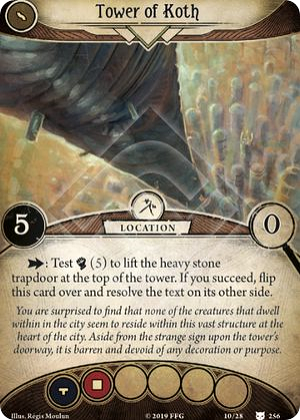 Tower of Koth
5
LOCATION
0
: Test (5) to lift the heavy stone
trapdoor at the top of the tower. If you succeed, flip
this card over and resolve the text on its other side.
You are surprised to find that none of the creatures that dwell
within in the city seem to reside within this vast structure at the
heart of the city. Aside from the strange sign upon the tower's
doorway, it is barren and devoid of any decoration or purpose.
Illus. Régis Moulun © 2019 FFG 10/28 256